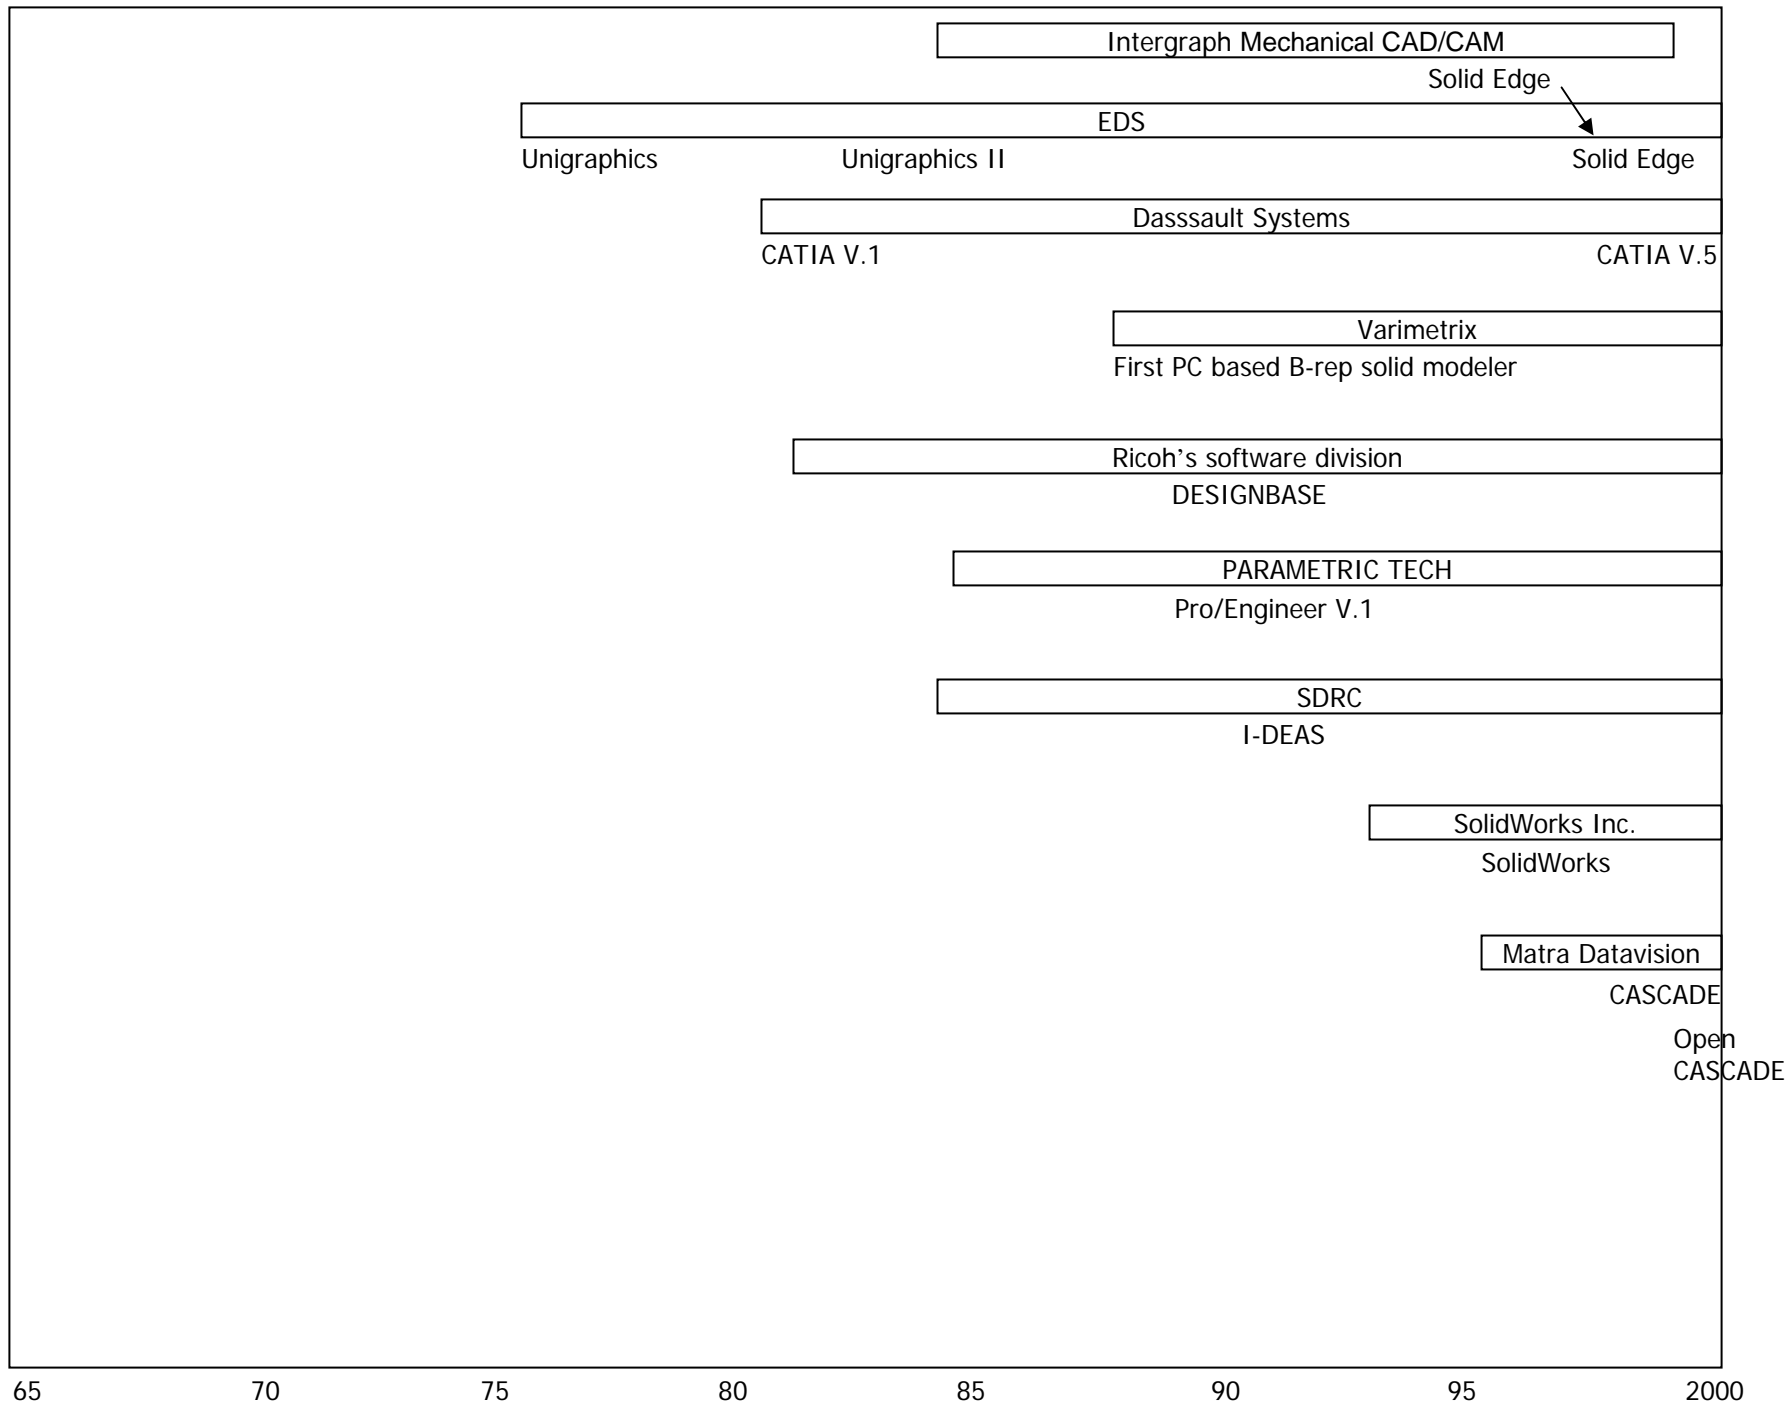 Intergraph Mechanical CAD/CAM
Solid Edge
EDS
Unigraphics
Unigraphics II
Solid Edge
Dasssault Systems
CATIA V.1
CATIA V.5
Varimetrix
First PC based B-rep solid modeler
Ricoh's software division
DESIGNBASE
PARAMETRIC TECH
Pro/Engineer V.1
SDRC
I-DEAS
SolidWorks Inc.
SolidWorks
Matra Datavision
CASCADE
Open
CASCADE
65 70 75 80 85 90 95 2000